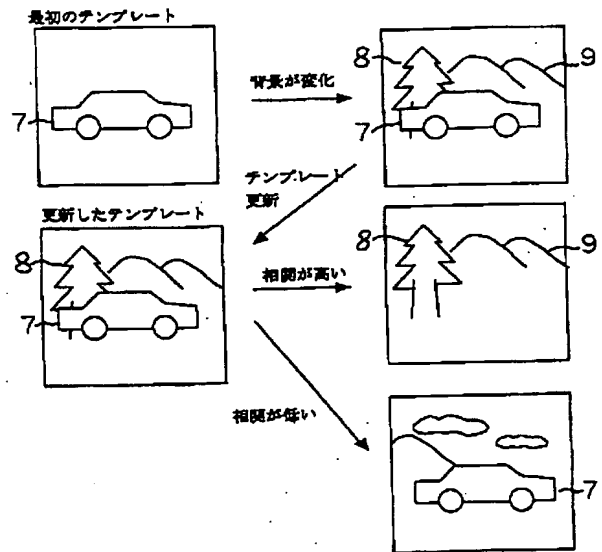 最初のテンプレート
7
背景が変化
8
9
7
テンプレート
更新
更新したテンプレート
8
7
相関が高い
8
9
相関が低い
7